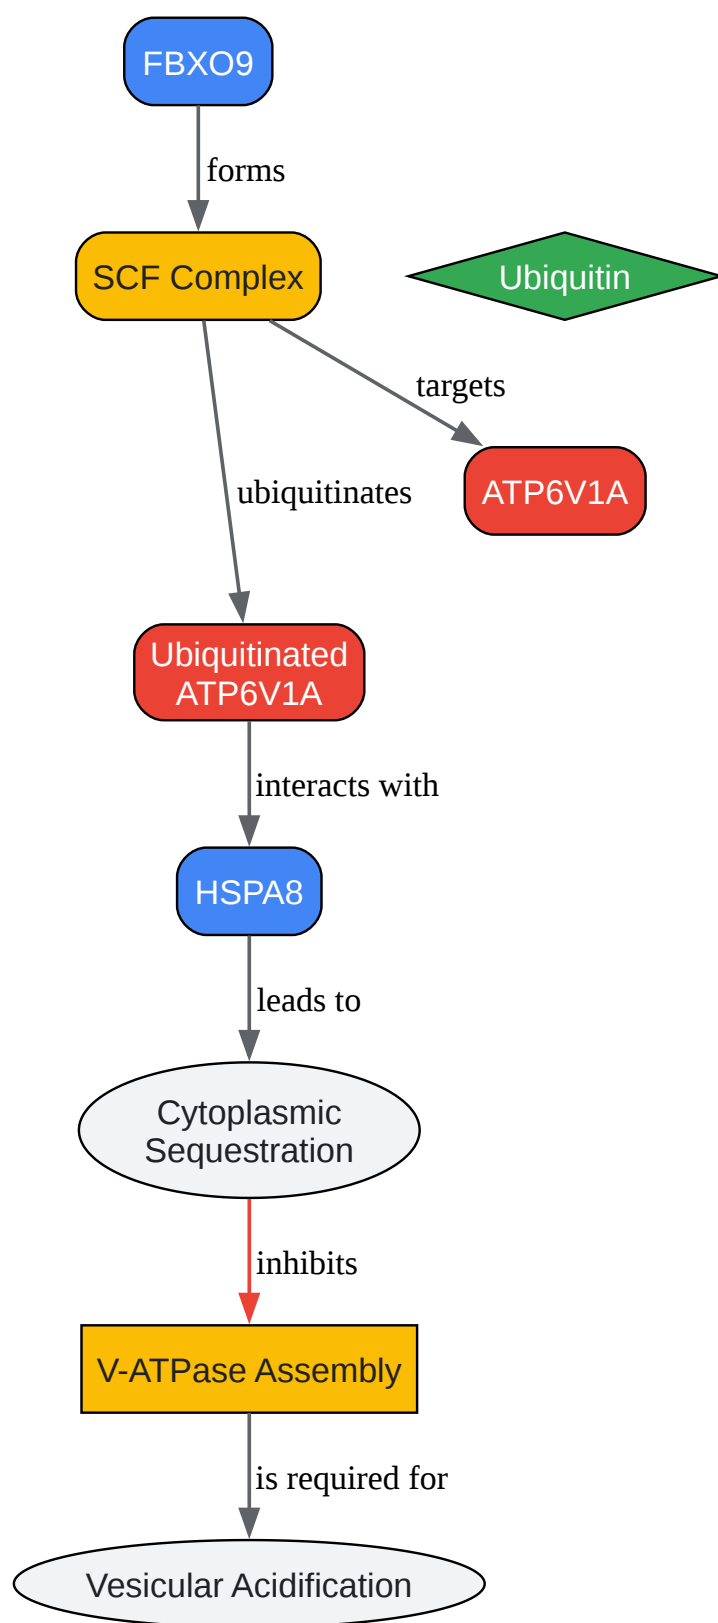 FBXO9
forms
SCF Complex
Ubiquitin
targets
ubiquitinates
ATP6V1A
Ubiquitinated
ATP6V1A
interacts with
HSPA8
leads to
Cytoplasmic
Sequestration
inhibits
V-ATPase Assembly
is required for
Vesicular Acidification